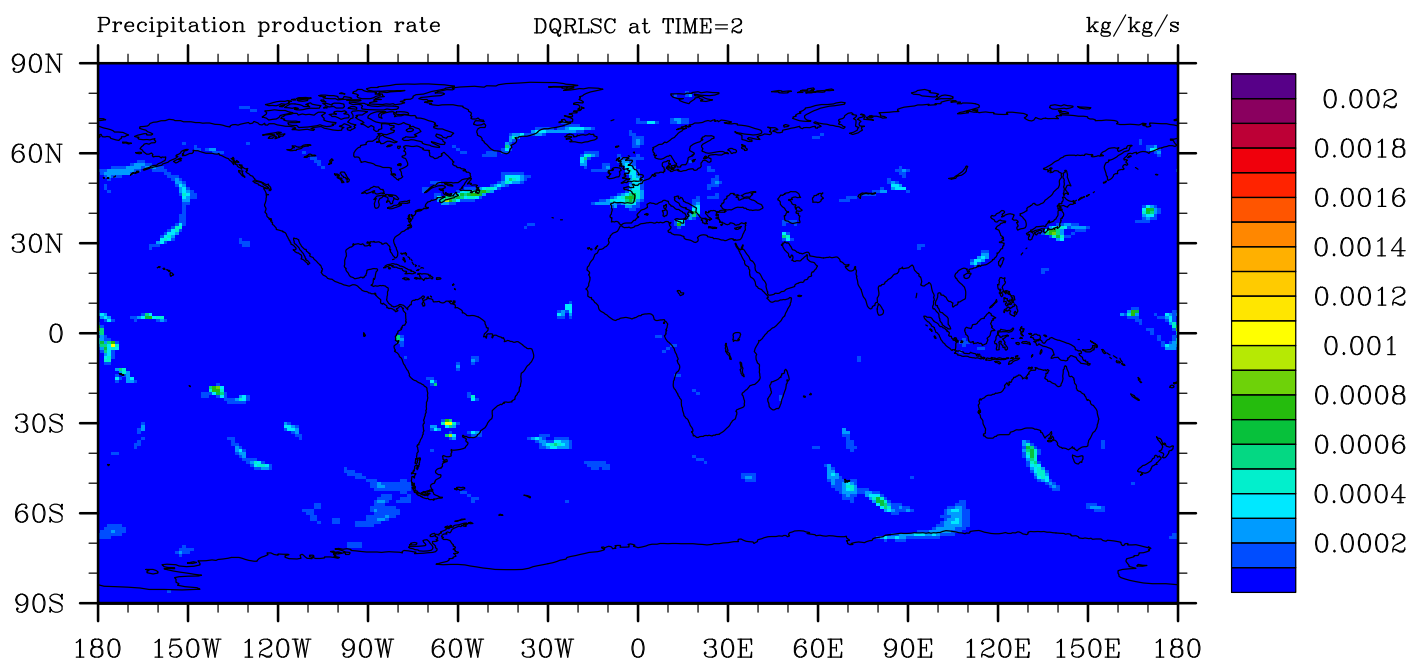 Precipitation production rate DQRLSC at TIME=2 kg/kg/s
90N
60N
30N
0
30S
60S
90S
180 150W 120W 90W 60W 30W 0 30E 60E 90E 120E 150E 180
0.002
0.0018
0.0016
0.0014
0.0012
0.001
0.0008
0.0006
0.0004
0.0002